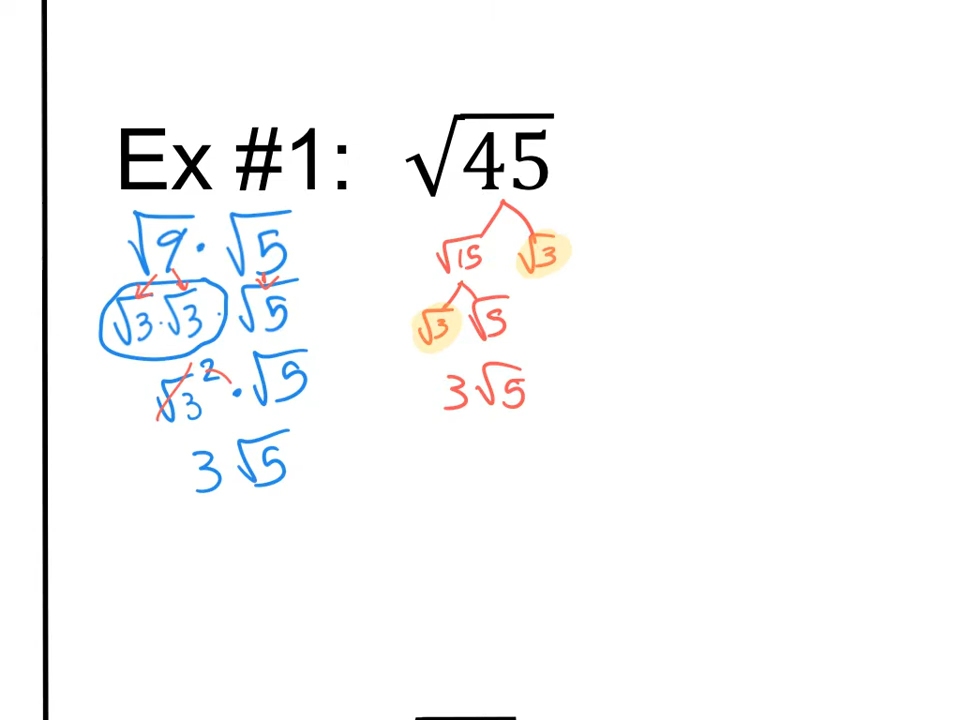 Ex #1: √45
√9 · √5
√3 · √3 · √5
√3² · √5
3√5
√15 √3
√3 √5
3√5